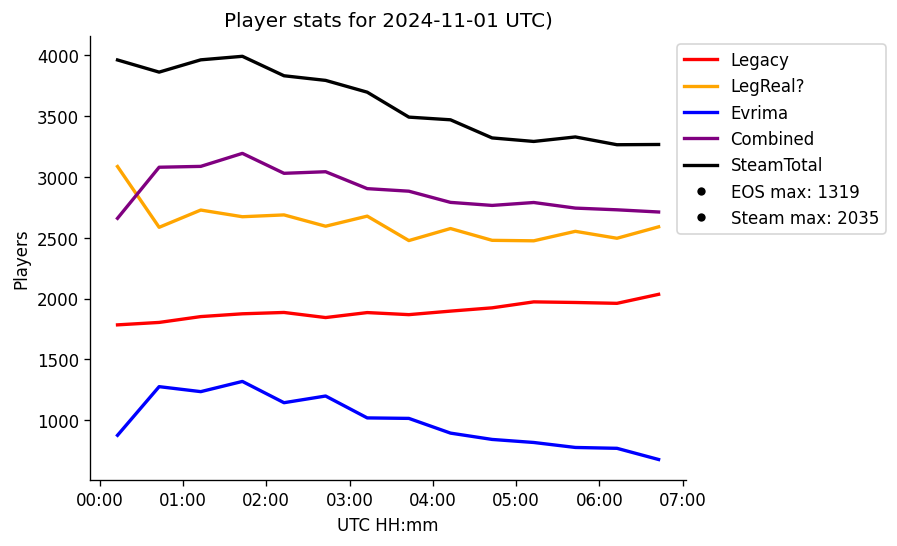 Player stats for 2024-11-01 UTC)
Players
4000
3500
3000
2500
2000
1500
1000
00:00 01:00 02:00 03:00 04:00 05:00 06:00 07:00
UTC HH:mm
Legacy
LegReal?
Evrima
Combined
SteamTotal
EOS max: 1319
Steam max: 2035